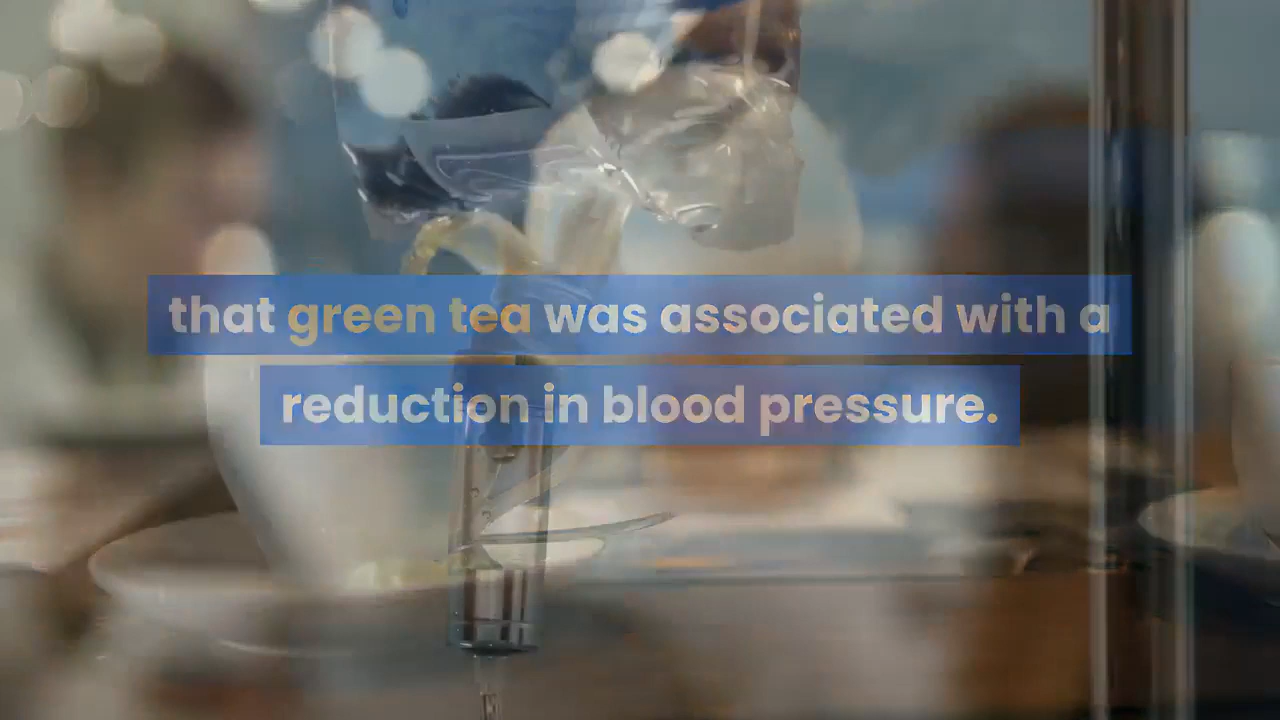 that green tea was associated with a
reduction in blood pressure.